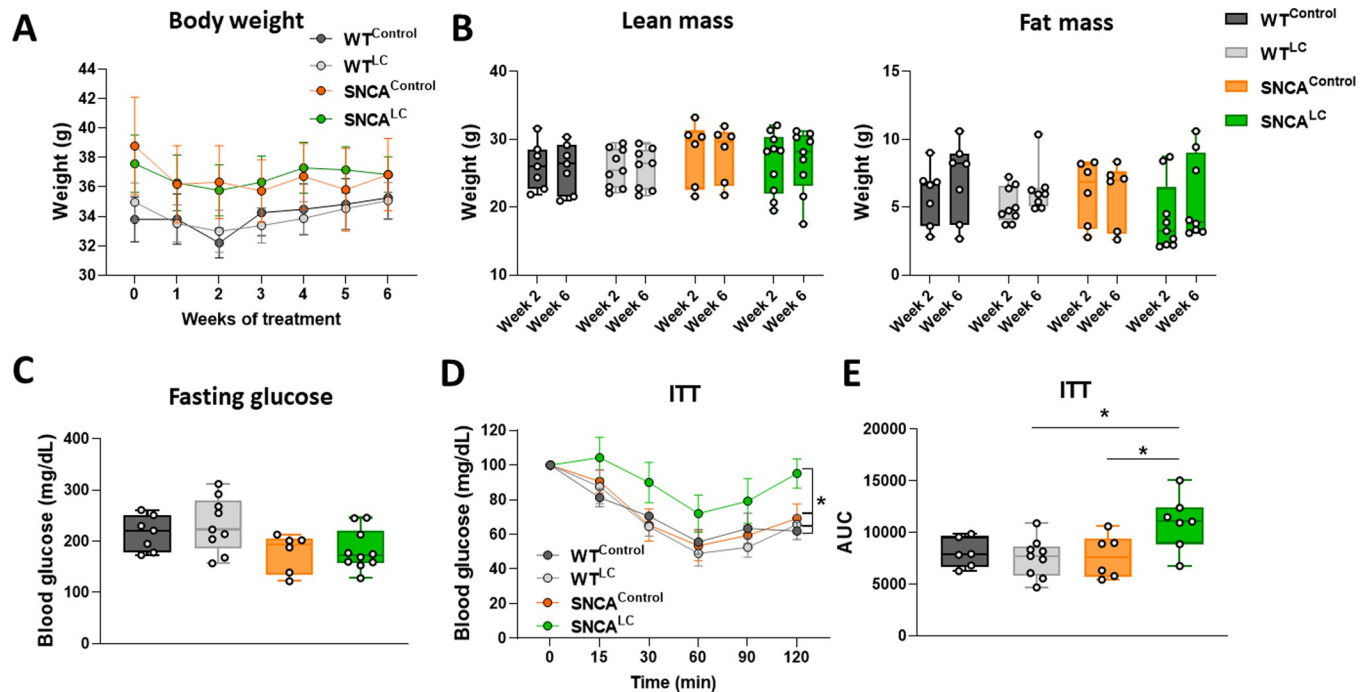 A
Body weight
WT^Control
WT^LC
SNCA^Control
SNCA^LC
Weight (g)
44
42
40
38
36
34
32
30
0 1 2 3 4 5 6
Weeks of treatment
B
Lean mass
Weight (g)
40
30
20
10
Week 2 Week 6 Week 2 Week 6 Week 2 Week 6 Week 2 Week 6
Fat mass
Weight (g)
15
10
5
0
Week 2 Week 6 Week 2 Week 6 Week 2 Week 6 Week 2 Week 6
WT^Control
WT^LC
SNCA^Control
SNCA^LC
C
Fasting glucose
Blood glucose (mg/dL)
400
300
200
100
0
D
ITT
Blood glucose (mg/dL)
120
100
80
60
40
20
0
*
WT^Control
WT^LC
SNCA^Control
SNCA^LC
0 15 30 60 90 120
Time (min)
E
ITT
*
*
AUC
20000
15000
10000
5000
0